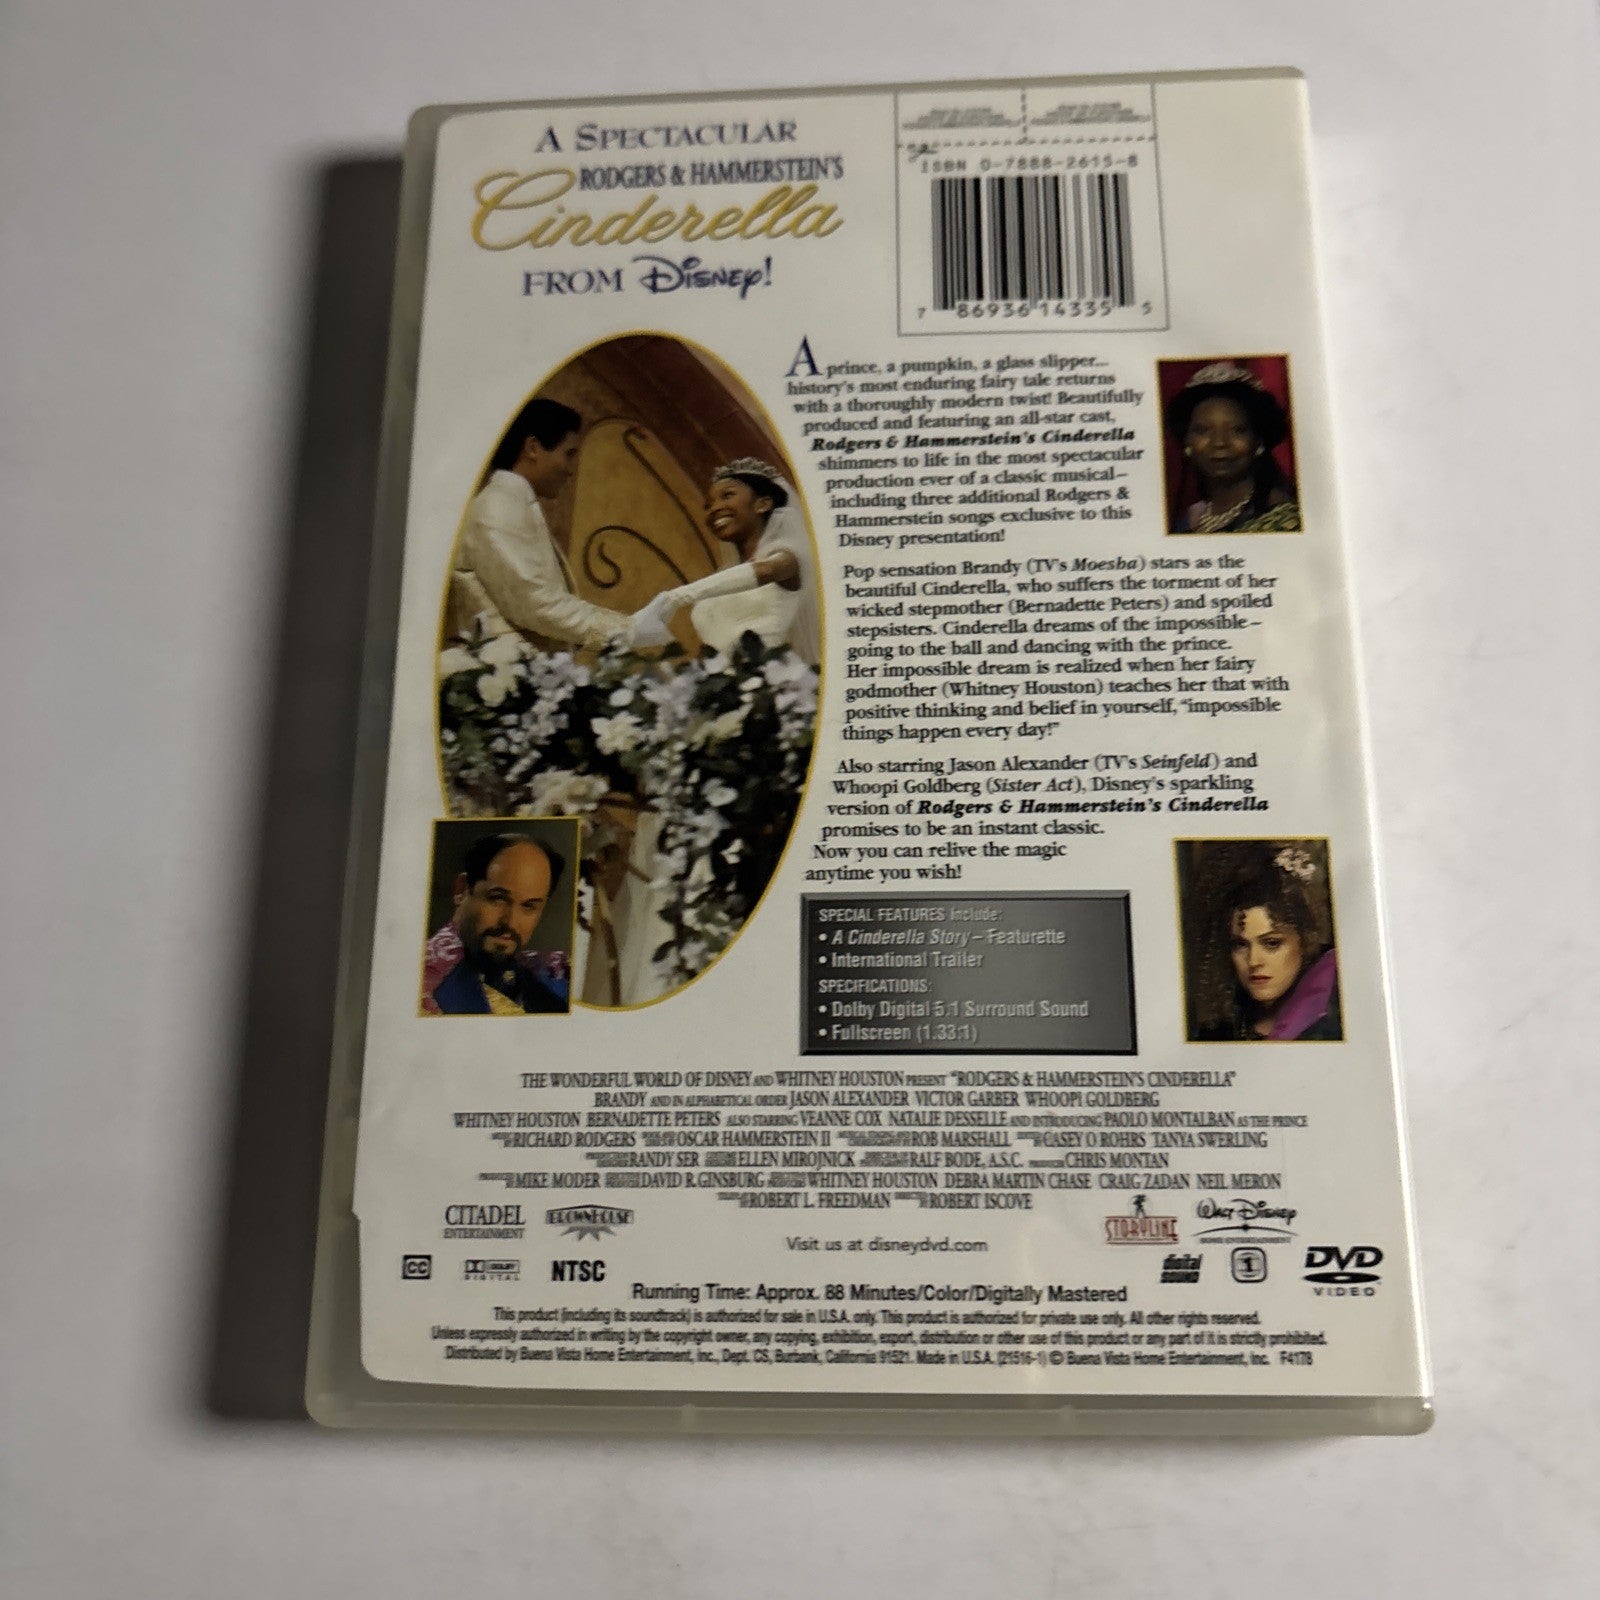 A SPECTACULAR
RODGERS & HAMMERSTEIN'S
Cinderella
FROM Disney!
ISBN 0-7888-2615-8
7 86936 14335 5
A prince, a pumpkin, a glass slipper...
history's most enduring fairy tale returns
with a thoroughly modern twist! Beautifully
produced and featuring an all-star cast,
Rodgers & Hammerstein's Cinderella
shimmers to life in the most spectacular
production ever of a classic musical–
including three additional Rodgers &
Hammerstein songs exclusive to this
Disney presentation!
Pop sensation Brandy (TV's Moesha) stars as the
beautiful Cinderella, who suffers the torment of her
wicked stepmother (Bernadette Peters) and spoiled
stepsisters. Cinderella dreams of the impossible–
going to the ball and dancing with the prince.
Her impossible dream is realized when her fairy
godmother (Whitney Houston) teaches her that with
positive thinking and belief in yourself, "impossible
things happen every day!"
Also starring Jason Alexander (TV's Seinfeld) and
Whoopi Goldberg (Sister Act), Disney's sparkling
version of Rodgers & Hammerstein's Cinderella
promises to be an instant classic.
Now you can relive the magic
anytime you wish!
SPECIAL FEATURES Include:
• A Cinderella Story – Featurette
• International Trailer
SPECIFICATIONS:
• Dolby Digital 5.1 Surround Sound
• Fullscreen (1.33:1)
THE WONDERFUL WORLD OF DISNEY AND WHITNEY HOUSTON PRESENT "RODGERS & HAMMERSTEIN'S CINDERELLA"
BRANDY AND IN ALPHABETICAL ORDER JASON ALEXANDER VICTOR GARBER WHOOPI GOLDBERG
WHITNEY HOUSTON BERNADETTE PETERS ALSO STARRING VEANNE COX NATALIE DESSELLE AND INTRODUCING PAOLO MONTALBAN AS THE PRINCE
RICHARD RODGERS OSCAR HAMMERSTEIN II ROB MARSHALL CASEY O. ROHRS TANYA SWERLING
RANDY SER ELLEN MIROJNICK RALF BODE, A.S.C. CHRIS MONTAN
MIKE MODER DAVID R. GINSBURG WHITNEY HOUSTON DEBRA MARTIN CHASE CRAIG ZADAN NEIL MERON
ROBERT L. FREEDMAN ROBERT ISCOVE
CITADEL
ENTERTAINMENT
BROWNHOUSE
STORYLINE
Walt Disney
HOME ENTERTAINMENT
Visit us at disneydvd.com
CC
DOLBY
DIGITAL
NTSC
digital
sound
1
DVD
VIDEO
Running Time: Approx. 88 Minutes/Color/Digitally Mastered
This product (including its soundtrack) is authorized for sale in U.S.A. only. This product is authorized for private use only. All other rights reserved.
Unless expressly authorized in writing by the copyright owner, any copying, exhibition, export, distribution or other use of this product or any part of it is strictly prohibited.
Distributed by Buena Vista Home Entertainment, Inc., Dept. CS, Burbank, California 91521. Made in U.S.A. (21516-1) © Buena Vista Home Entertainment, Inc. F4178